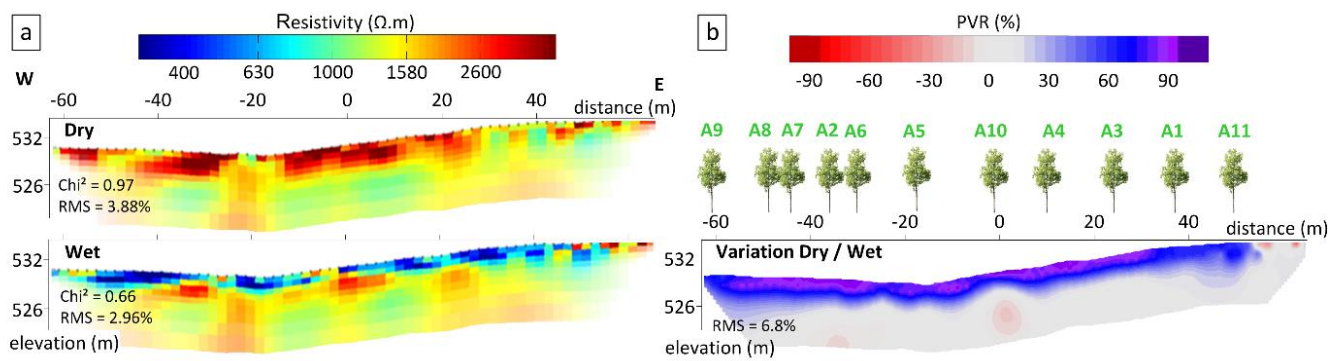 a
Resistivity (Ω.m)
400 630 1000 1580 2600
W E
-60 -40 -20 0 20 40 distance (m)
532
526
Dry
Chi² = 0.97
RMS = 3.88%
Wet
532
526
Chi² = 0.66
RMS = 2.96%
elevation (m)
b
PVR (%)
-90 -60 -30 0 30 60 90
A9 A8 A7 A2 A6 A5 A10 A4 A3 A1 A11
-60 -40 -20 0 20 40 distance (m)
Variation Dry / Wet
532
526
RMS = 6.8%
elevation (m)